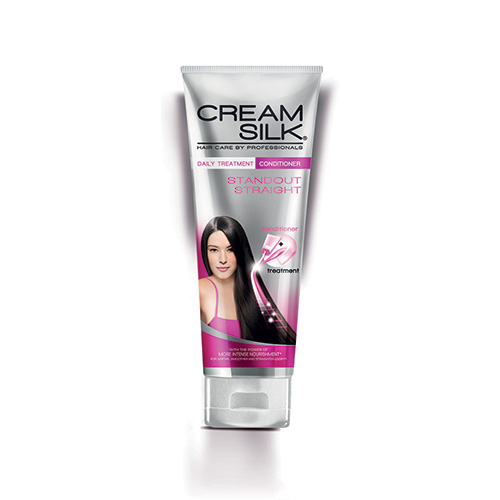 CREAM
SILK®
HAIR CARE BY PROFESSIONALS
DAILY TREATMENT CONDITIONER
STANDOUT
STRAIGHT
conditioner
+
treatment
WITH THE POWER OF
MORE INTENSE NOURISHMENT*